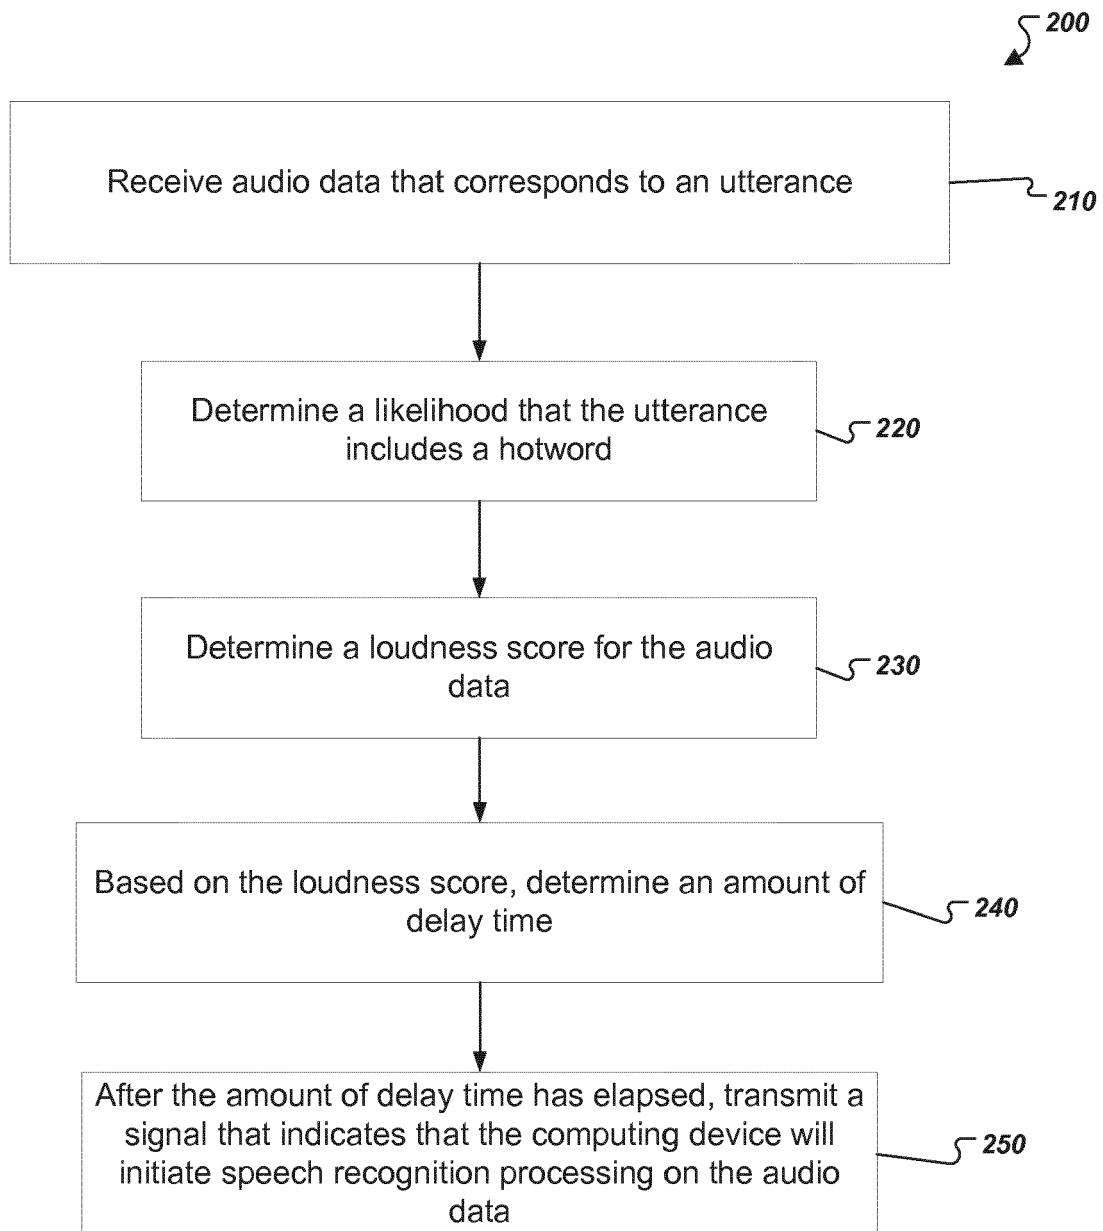 200
Receive audio data that corresponds to an utterance
210
Determine a likelihood that the utterance
includes a hotword
220
Determine a loudness score for the audio
data
230
Based on the loudness score, determine an amount of
delay time
240
After the amount of delay time has elapsed, transmit a
signal that indicates that the computing device will
initiate speech recognition processing on the audio
data
250